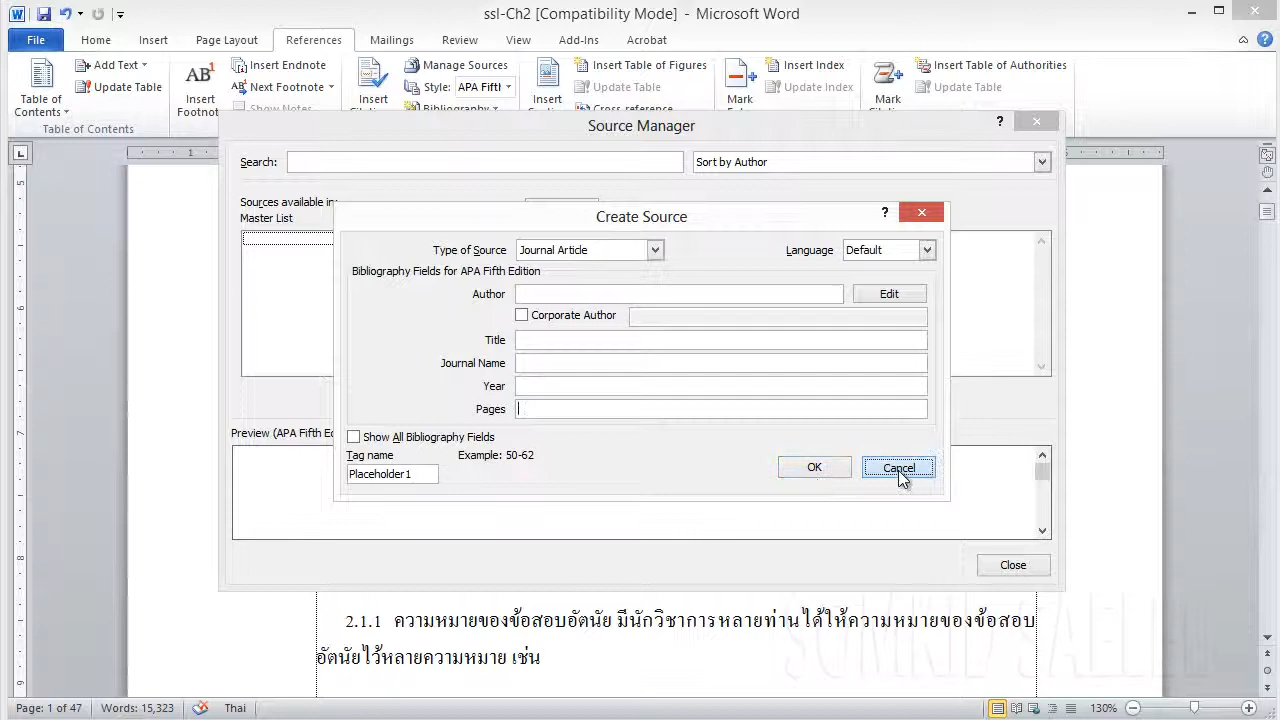 ssl-Ch2 [Compatibility Mode] - Microsoft Word
File Home Insert Page Layout References Mailings Review View Add-Ins Acrobat
Table of Contents
Add Text
Update Table
Table of Contents
AB1
Insert
Insert Endnote
Next Footnote
Show Notes
Insert
Manage Sources
Style: APA Fift
Bibliography
Insert
Insert Table of Figures
Update Table
Cross-reference
Mark
Insert Index
Update Index
Mark
Insert Table of Authorities
Update Table
Source Manager
Search:
Sort by Author
Sources available in:
Master List
Create Source
Type of Source Journal Article Language Default
Bibliography Fields for APA Fifth Edition
Author Edit
Corporate Author
Title
Journal Name
Year
Pages
Show All Bibliography Fields
Tag name Example: 50-62
Placeholder1
OK Cancel
Preview (APA Fifth Ed
Close
2.1.1 ความหมายของข้อสอบอัตนัย มีนักวิชาการหลายท่านได้ให้ความหมายของข้อสอบ
อัตนัยไว้หลายความหมาย เช่น
Page: 1 of 47 Words: 15,323 Thai 130%